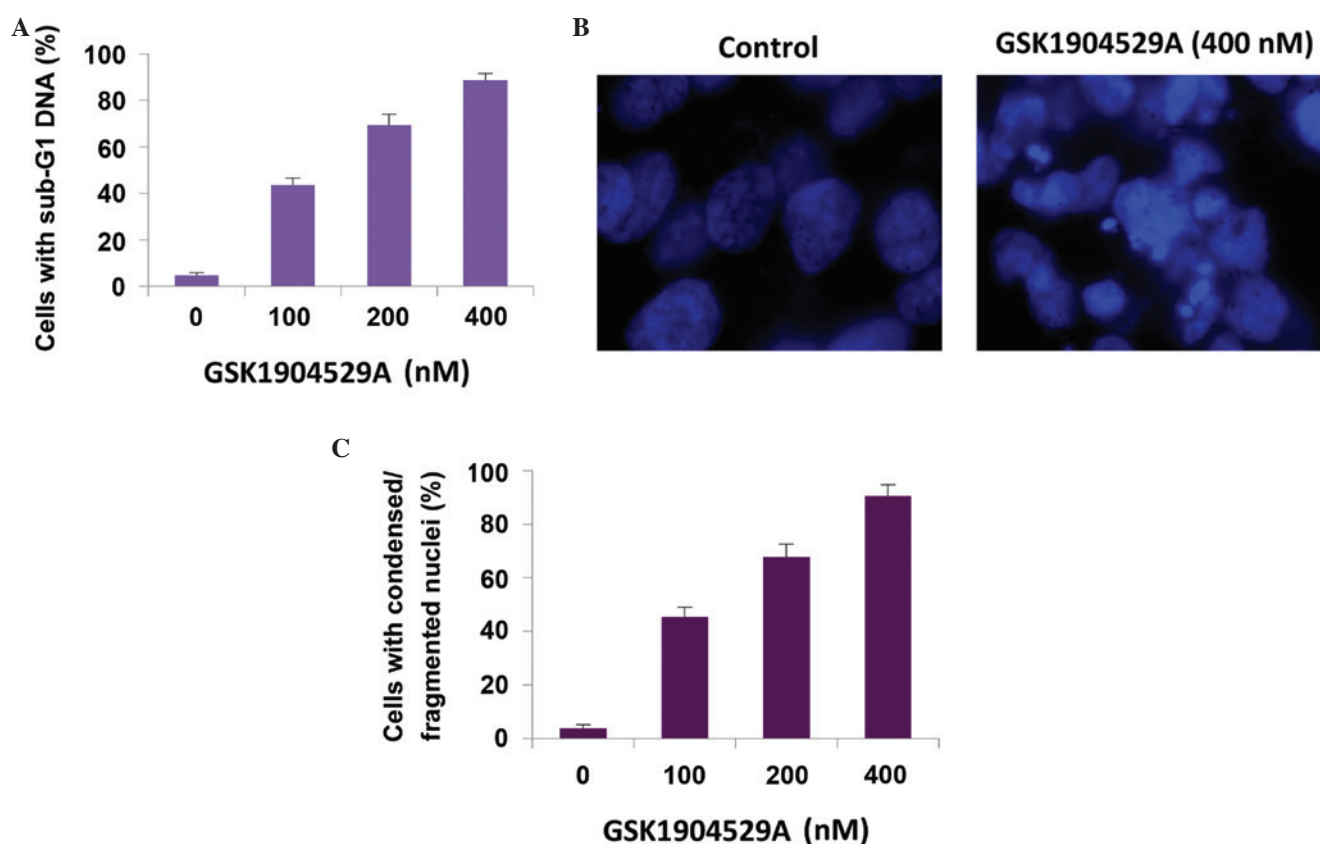 A
Cells with sub-G1 DNA (%)
100
80
60
40
20
0
0 100 200 400
GSK1904529A (nM)
B
Control
GSK1904529A (400 nM)
C
Cells with condensed/
fragmented nuclei (%)
100
80
60
40
20
0
0 100 200 400
GSK1904529A (nM)